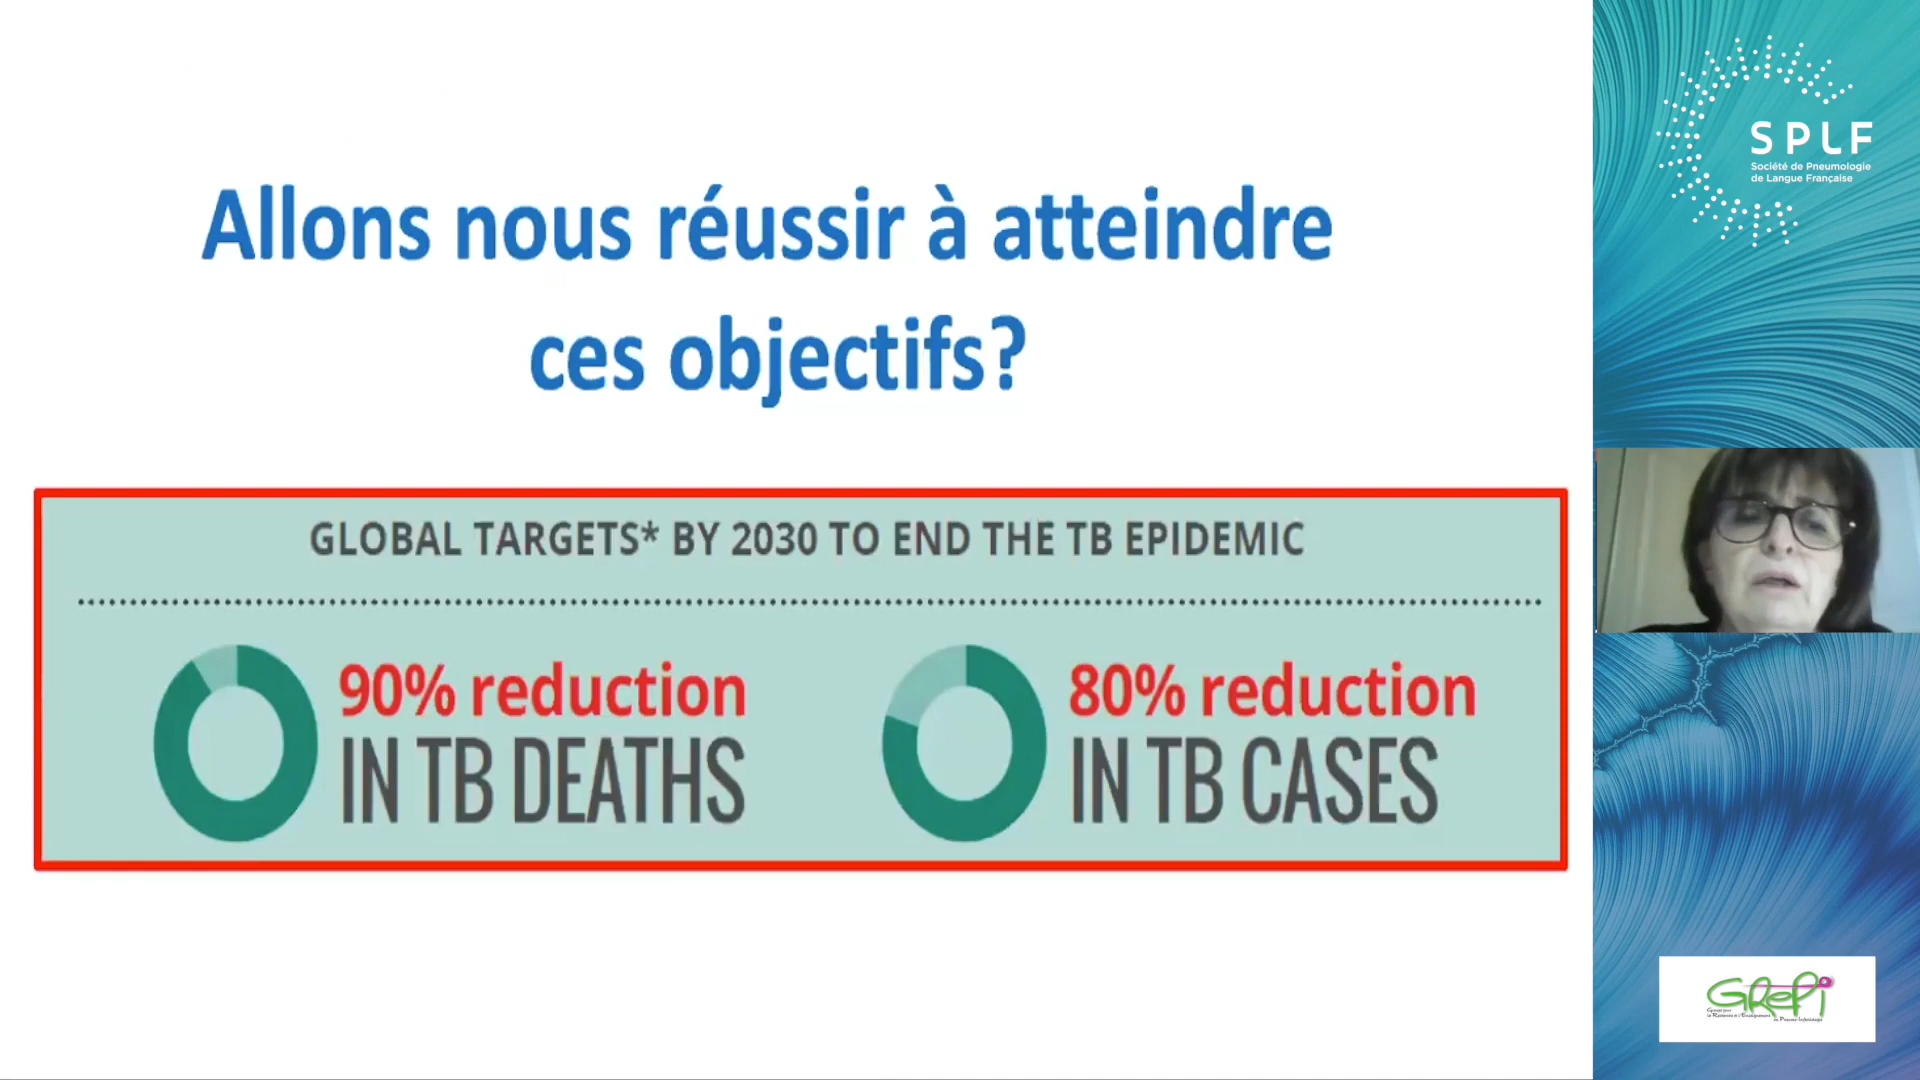 Allons nous réussir à atteindre
ces objectifs?
GLOBAL TARGETS* BY 2030 TO END THE TB EPIDEMIC
90% reduction
IN TB DEATHS
80% reduction
IN TB CASES
SPLF
Société de Pneumologie
de Langue Française
GREPI